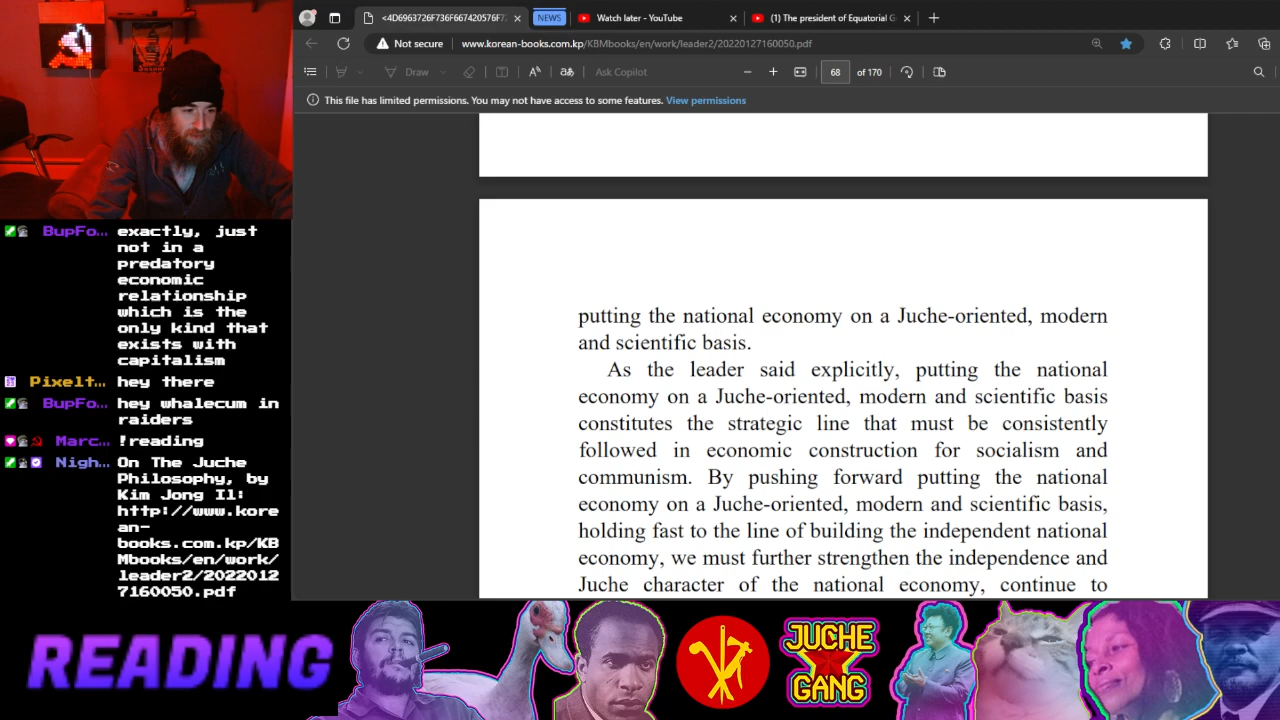 <4D6963726F736F667420576F72
NEWS
Watch later - YouTube
(1) The president of Equatorial G
Not secure
www.korean-books.com.kp/KBMbooks/en/work/leader2/20220127160050.pdf
Draw
Ask Copilot
68
of 170
This file has limited permissions. You may not have access to some features. View permissions
putting the national economy on a Juche-oriented, modern
and scientific basis.
As the leader said explicitly, putting the national
economy on a Juche-oriented, modern and scientific basis
constitutes the strategic line that must be consistently
followed in economic construction for socialism and
communism. By pushing forward putting the national
economy on a Juche-oriented, modern and scientific basis,
holding fast to the line of building the independent national
economy, we must further strengthen the independence and
Juche character of the national economy, continue to
BupFo... exactly, just
not in a
predatory
economic
relationship
which is the
only kind that
exists with
capitalism
Pixelt... hey there
BupFo... hey whalecum in
raiders
Marc... !reading
Nigh... On The Juche
Philosophy, by
Kim Jong Il:
http://www.kore
an-
books.com.kp/KB
Mbooks/en/work/
leader2/2022012
7160050.pdf
READING
JUCHE
GANG